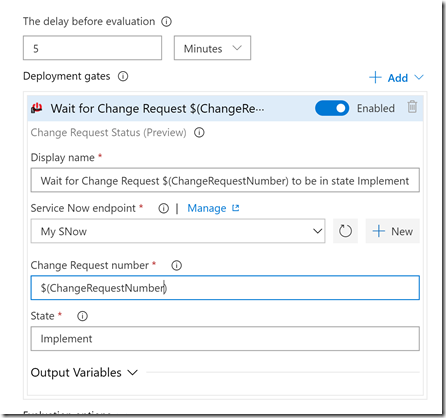 The delay before evaluation
5
Minutes
Deployment gates
Add
Wait for Change Request $(ChangeRe···
Enabled
Change Request Status (Preview)
Display name *
Wait for Change Request $(ChangeRequestNumber) to be in state Implement
Service Now endpoint * | Manage
My SNow
New
Change Request number *
$(ChangeRequestNumber)
State *
Implement
Output Variables